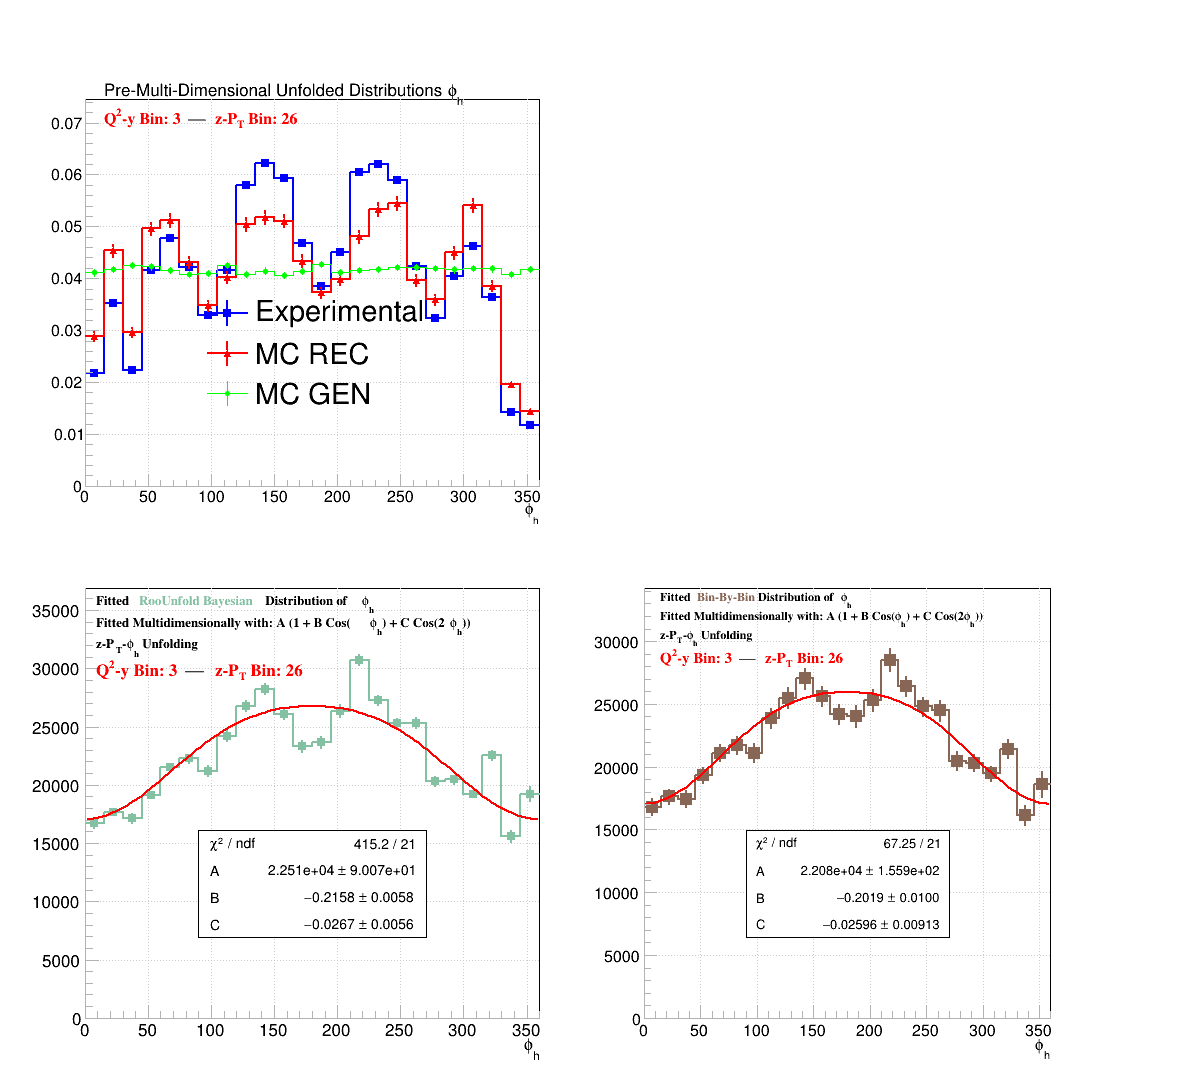 Pre-Multi-Dimensional Unfolded Distributions ϕh
Q2-y Bin: 3 — z-PT Bin: 26
0.07
0.06
0.05
0.04
0.03
0.02
0.01
0
Experimental
MC REC
MC GEN
0 50 100 150 200 250 300 350
ϕh
Fitted RooUnfold Bayesian Distribution of ϕh
Fitted Multidimensionally with: A (1 + B Cos( ϕh) + C Cos(2 ϕh))
z-PT-ϕh Unfolding
Q2-y Bin: 3 — z-PT Bin: 26
35000
30000
25000
20000
15000
10000
5000
0
χ2 / ndf 415.2 / 21
A 2.251e+04 ± 9.007e+01
B −0.2158 ± 0.0058
C −0.0267 ± 0.0056
0 50 100 150 200 250 300 350
ϕh
Fitted Bin-By-Bin Distribution of ϕh
Fitted Multidimensionally with: A (1 + B Cos(ϕh) + C Cos(2ϕh))
z-PT-ϕh Unfolding
Q2-y Bin: 3 — z-PT Bin: 26
30000
25000
20000
15000
10000
5000
0
χ2 / ndf 67.25 / 21
A 2.208e+04 ± 1.559e+02
B −0.2019 ± 0.0100
C −0.02596 ± 0.00913
0 50 100 150 200 250 300 350
ϕh